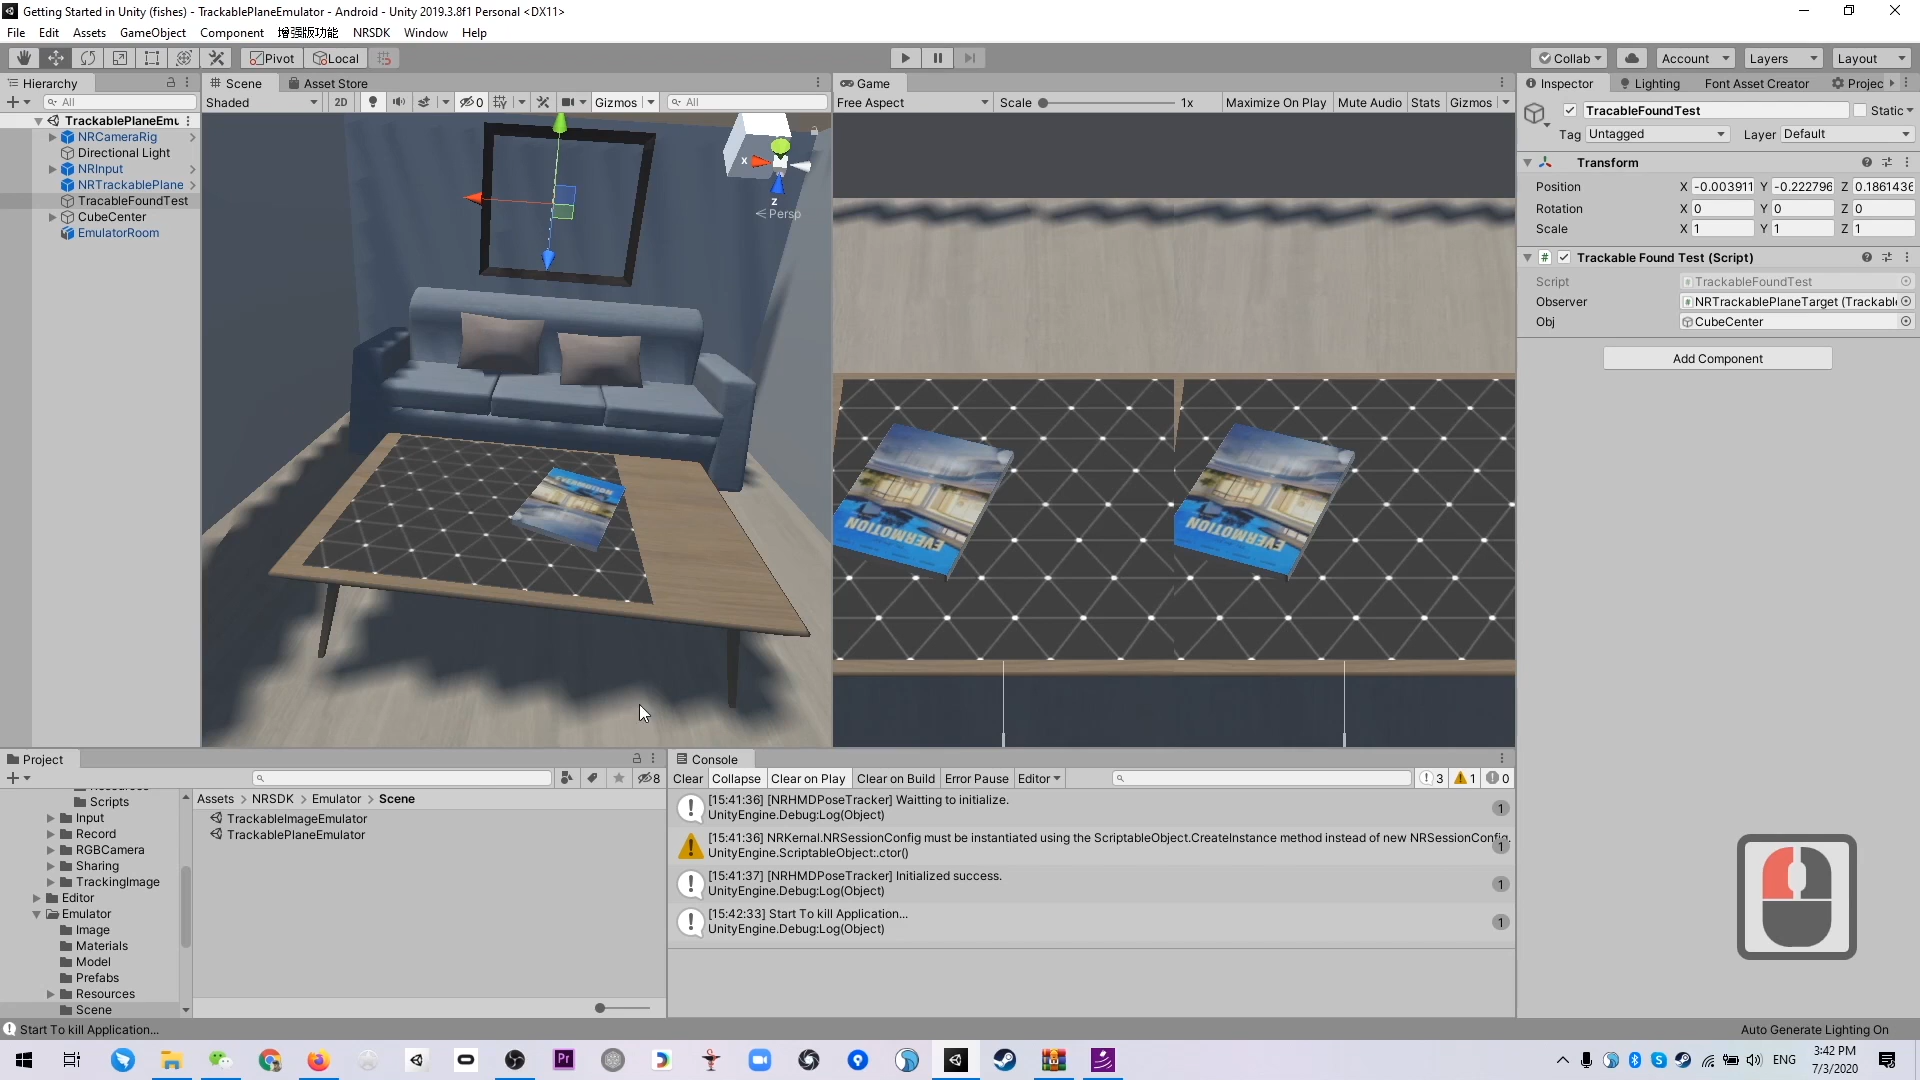 Getting Started in Unity (fishes) - TrackablePlaneEmulator - Android - Unity 2019.3.8f1 Personal <DX11>
File Edit Assets GameObject Component 增强版功能 NRSDK Window Help
Pivot Local Collab Account Layers Layout
Hierarchy
All
TrackablePlaneEmu
NRCameraRig
Directional Light
NRInput
NRTrackablePlane
TracableFoundTest
CubeCenter
EmulatorRoom
Scene Asset Store
Shaded 2D 0 Gizmos All
x
z
Persp
EVERMOTION
Game
Free Aspect Scale 1x Maximize On Play Mute Audio Stats Gizmos
EVERMOTION
EVERMOTION
Inspector Lighting Font Asset Creator Projec
TracableFoundTest Static
Tag Untagged Layer Default
Transform
Position X -0.003911 Y -0.222796 Z 0.1861436
Rotation X 0 Y 0 Z 0
Scale X 1 Y 1 Z 1
Trackable Found Test (Script)
Script TrackableFoundTest
Observer NRTrackablePlaneTarget (Trackabl
Obj CubeCenter
Add Component
Project
8
Scripts
Input
Record
RGBCamera
Sharing
TrackingImage
Editor
Emulator
Image
Materials
Model
Prefabs
Resources
Scene
Assets > NRSDK > Emulator > Scene
TrackableImageEmulator
TrackablePlaneEmulator
Console
Clear Collapse Clear on Play Clear on Build Error Pause Editor 3 1 0
[15:41:36] [NRHMDPoseTracker] Waitting to initialize.
UnityEngine.Debug:Log(Object)
1
[15:41:36] NRKernal.NRSessionConfig must be instantiated using the ScriptableObject.CreateInstance method instead of new NRSessionConfig.
UnityEngine.ScriptableObject:.ctor()
1
[15:41:37] [NRHMDPoseTracker] Initialized success.
UnityEngine.Debug:Log(Object)
1
[15:42:33] Start To kill Application...
UnityEngine.Debug:Log(Object)
1
Start To kill Application...
Auto Generate Lighting On
Pr
ENG
3:42 PM
7/3/2020